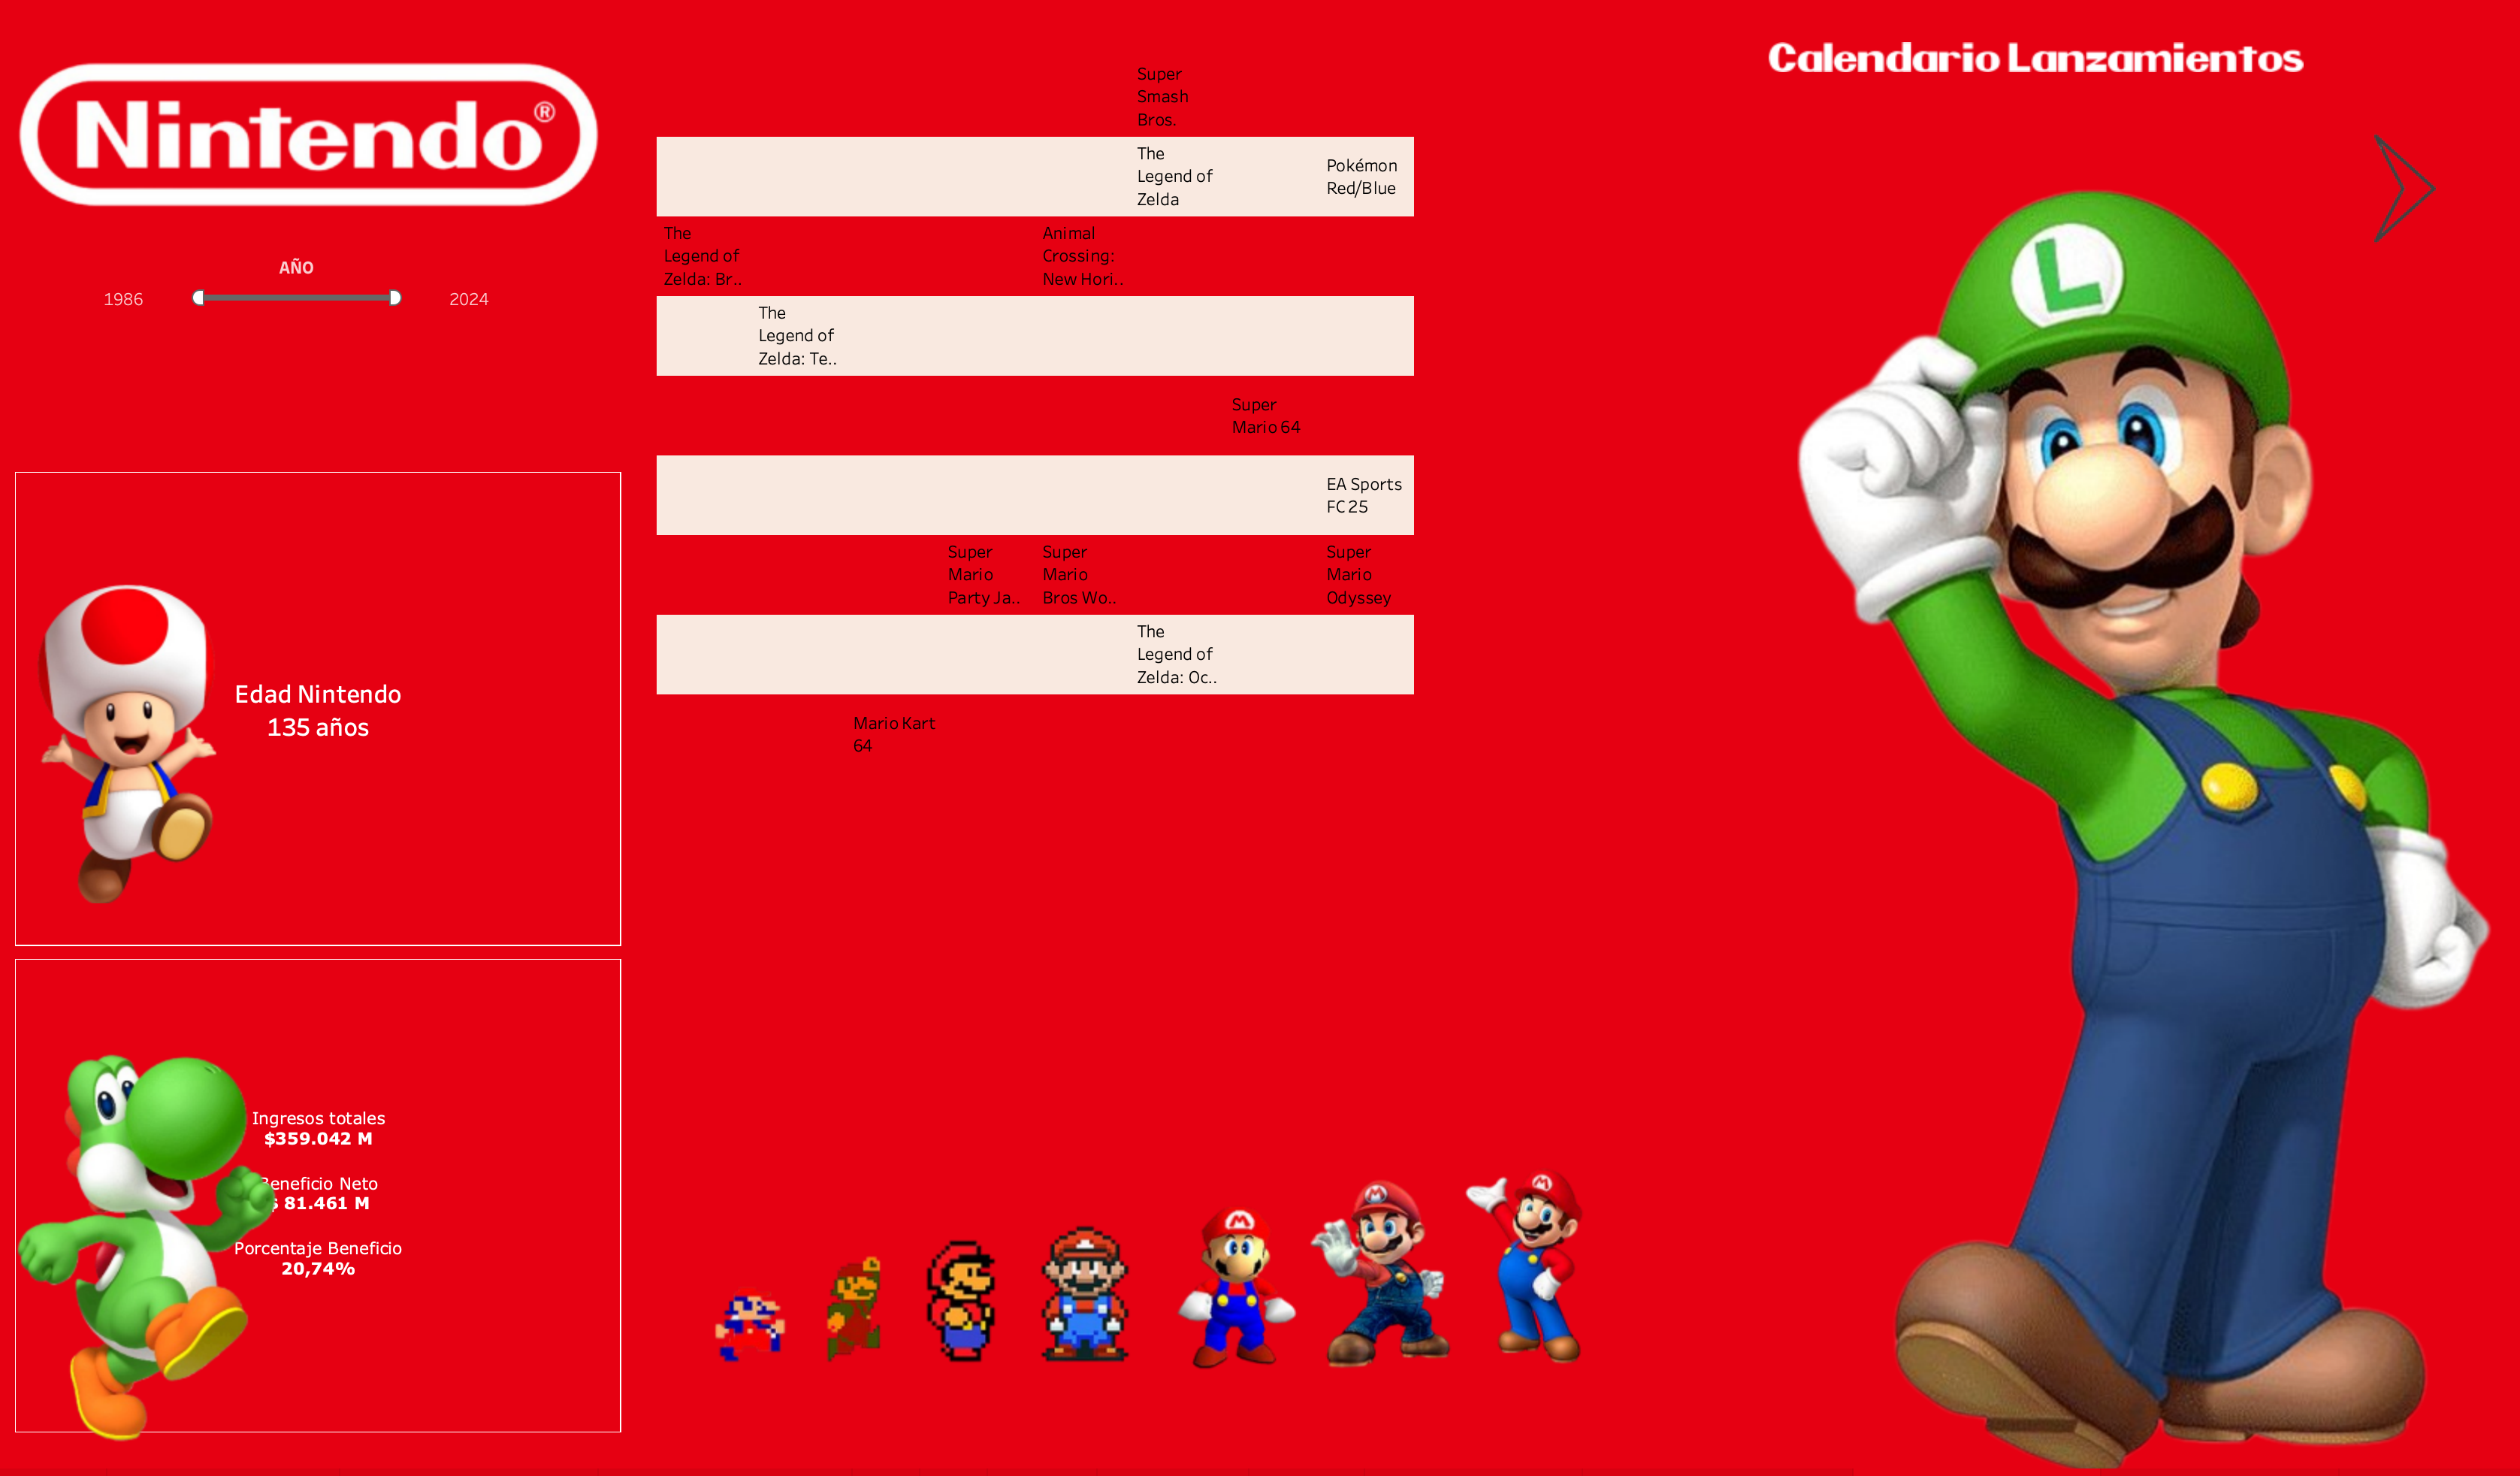 Nintendo®
AÑO
1986
2024
Edad Nintendo
135 años
Ingresos totales
$359.042 M
Beneficio Neto
$ 81.461 M
Porcentaje Beneficio
20,74%
Super
Smash
Bros.
The
Legend of
Zelda
Pokémon
Red/Blue
The
Legend of
Zelda: Br..
Animal
Crossing:
New Hori..
The
Legend of
Zelda: Te..
Super
Mario 64
EA Sports
FC 25
Super
Mario
Party Ja..
Super
Mario
Bros Wo..
Super
Mario
Odyssey
The
Legend of
Zelda: Oc..
Mario Kart
64
Calendario Lanzamientos
L